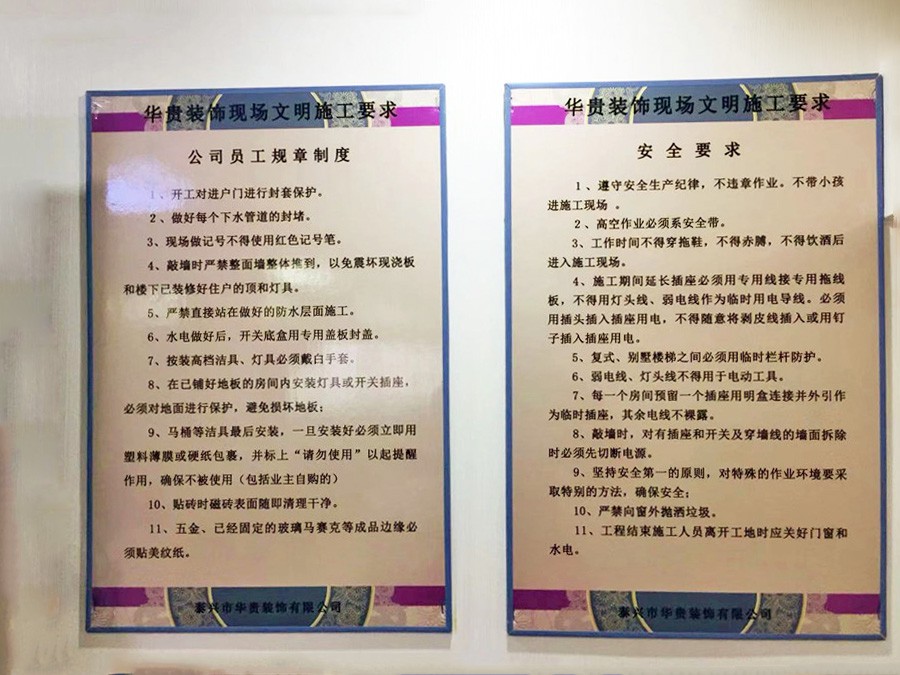 华贵装饰现场文明施工要求
公司员工规章制度
1、开工对进户门进行封套保护。
2、做好每个下水管道的封堵。
3、现场做记号不得使用红色记号笔。
4、敲墙时严禁整面墙整体推到，以免震坏现浇板
和楼下已装修好住户的顶和灯具。
5、严禁直接站在做好的防水层面施工。
6、水电做好后，开关底盒用专用盖板封盖。
7、按装高档洁具、灯具必须戴白手套。
8、在已铺好地板的房间内安装灯具或开关插座，
必须对地面进行保护，避免损坏地板；
9、马桶等洁具最后安装，一旦安装好必须立即用
塑料薄膜或硬纸包裹，并标上“请勿使用”以起提醒
作用，确保不被使用（包括业主自购的）
10、贴砖时磁砖表面随即清理干净。
11、五金、已经固定的玻璃马赛克等成品边缘必
须贴美纹纸。
泰兴市华贵装饰有限公司
华贵装饰现场文明施工要求
安全要求
1、遵守安全生产纪律，不违章作业。不带小孩
进施工现场 。
2、高空作业必须系安全带。
3、工作时间不得穿拖鞋，不得赤膊，不得饮酒后
进入施工现场。
4、施工期间延长插座必须用专用线接专用拖线
板，不得用灯头线、弱电线作为临时用电导线。必须
用插头插入插座用电，不得随意将剥皮线插入或用钉
子插入插座用电。
5、复式、别墅楼梯之间必须用临时栏杆防护。
6、弱电线、灯头线不得用于电动工具。
7、每一个房间预留一个插座用明盒连接并外引作
为临时插座，其余电线不裸露。
8、敲墙时，对有插座和开关及穿墙线的墙面拆除
时必须先切断电源。
9、坚持安全第一的原则，对特殊的作业环境要采
取特别的方法，确保安全；
10、严禁向窗外抛洒垃圾。
11、工程结束施工人员离开工地时应关好门窗和
水电。
泰兴市华贵装饰有限公司